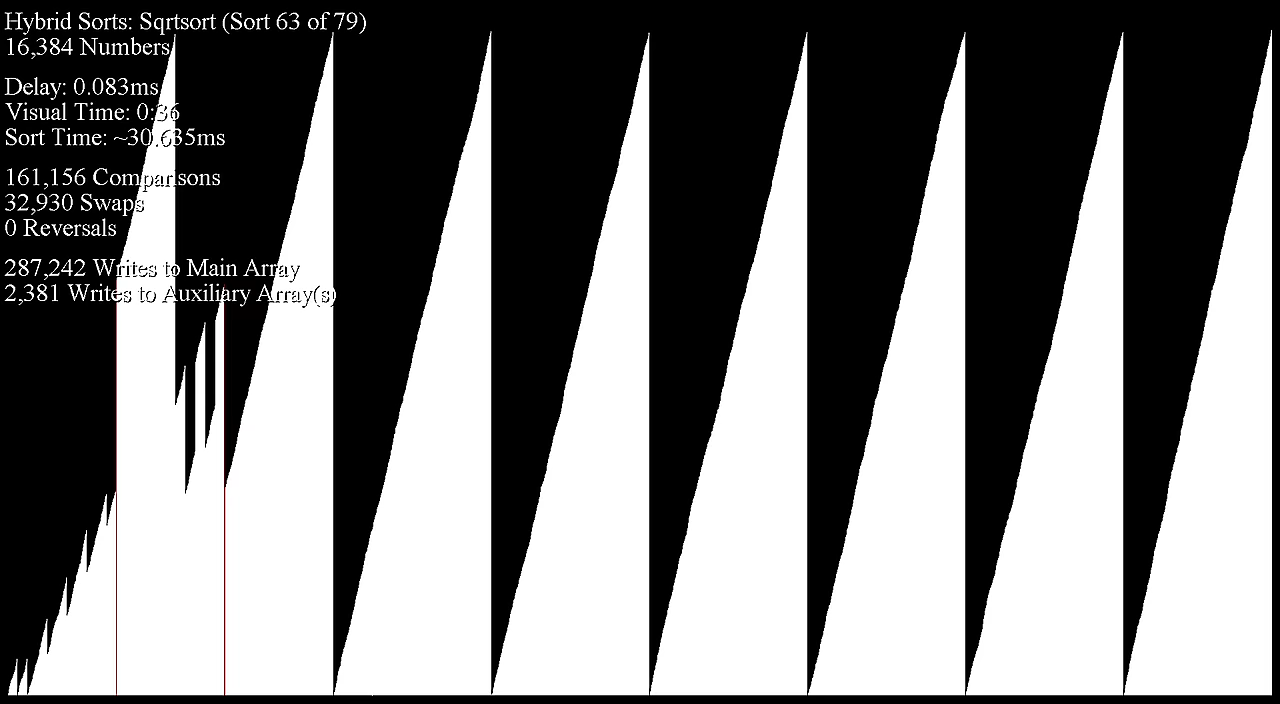 Hybrid Sorts: Sqrtsort (Sort 63 of 79)
16,384 Numbers
Delay: 0.083ms
Visual Time: 0:36
Sort Time: ~30.635ms
161,156 Comparisons
32,930 Swaps
0 Reversals
287,242 Writes to Main Array
2,381 Writes to Auxiliary Array(s)